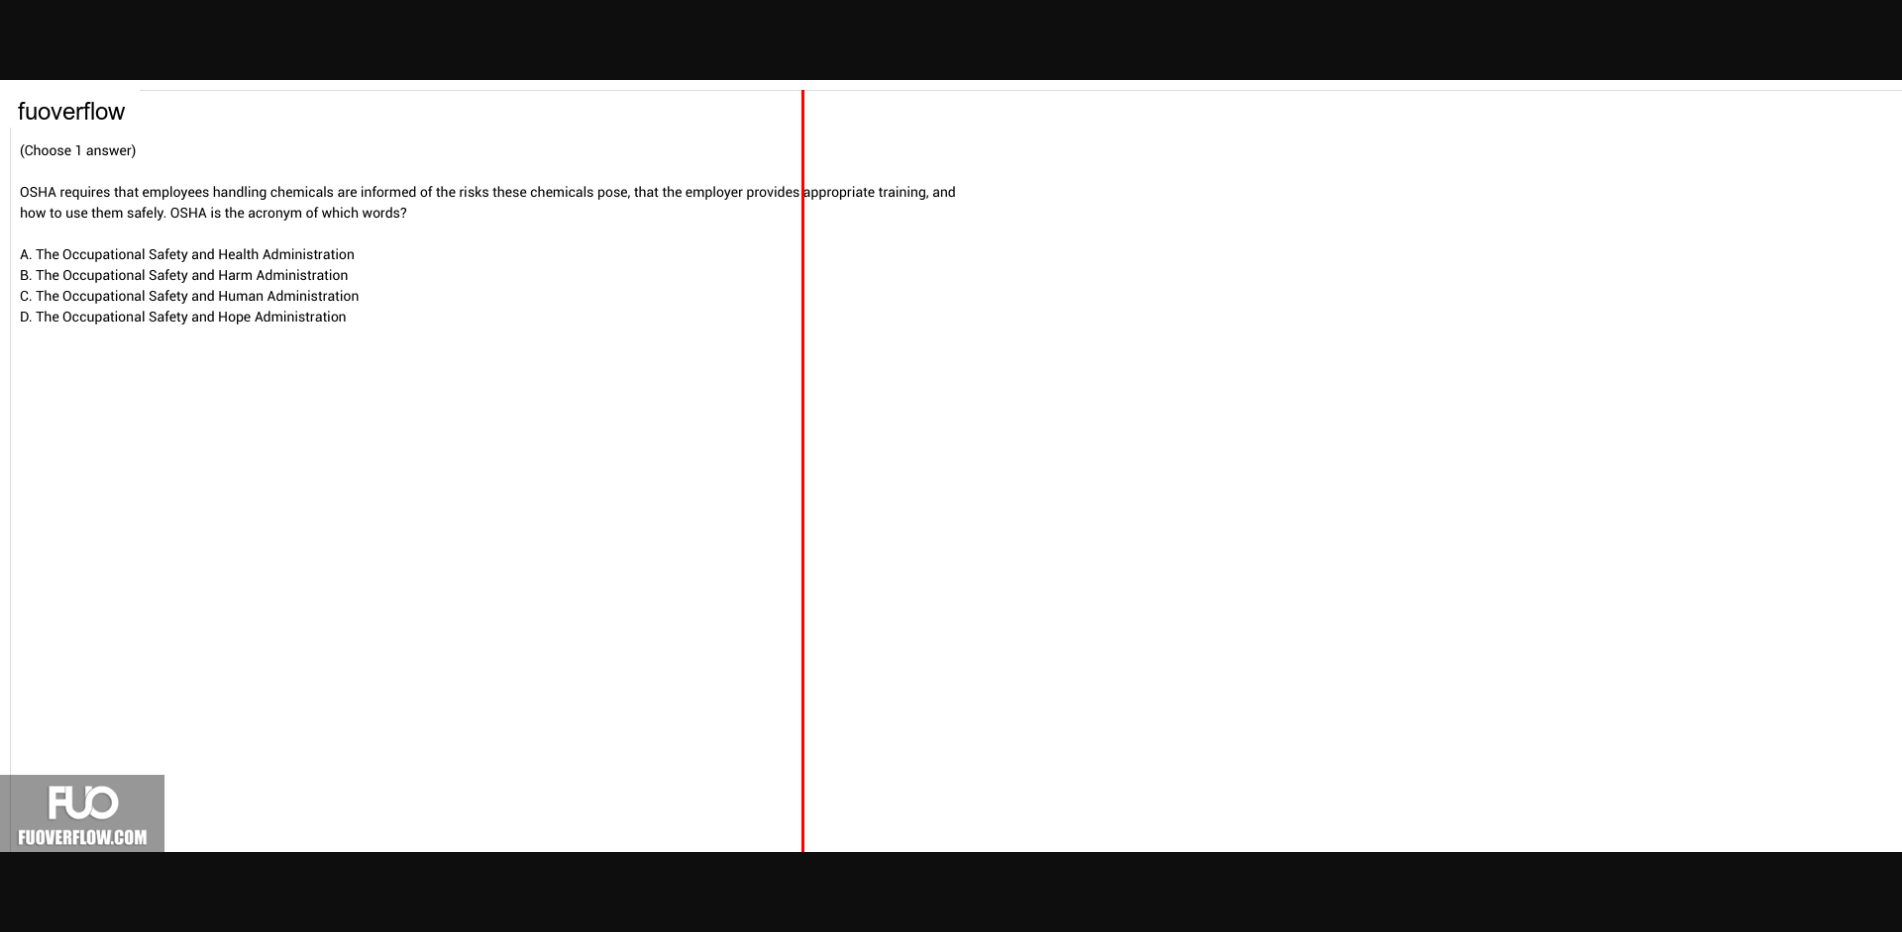 fuoverflow
(Choose 1 answer)
OSHA requires that employees handling chemicals are informed of the risks these chemicals pose, that the employer provides appropriate training, and
how to use them safely. OSHA is the acronym of which words?
A. The Occupational Safety and Health Administration
B. The Occupational Safety and Harm Administration
C. The Occupational Safety and Human Administration
D. The Occupational Safety and Hope Administration
FUO
FUOVERFLOW.COM